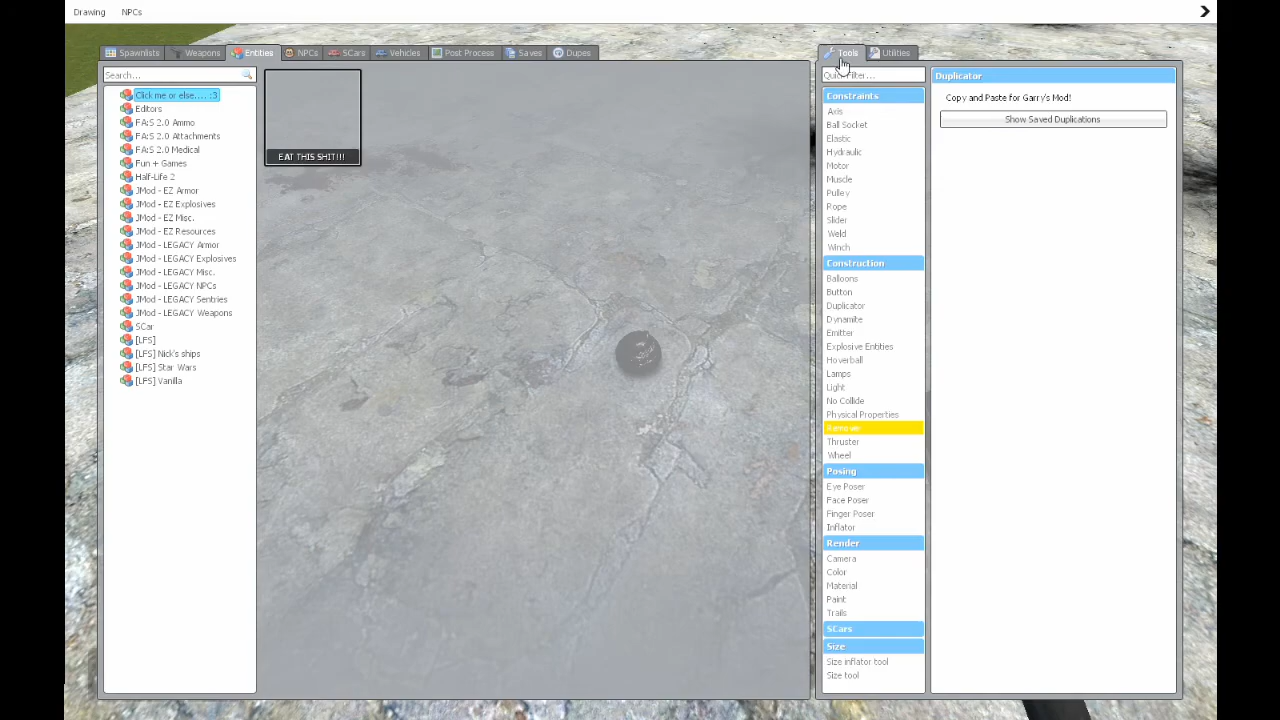 Drawing NPCs
Spawnlists Weapons Entities NPCs SCars Vehicles Post Process Saves Dupes
Tools Utilities
Search...
Click me or else.... :3
Editors
FA:S 2.0 Ammo
FA:S 2.0 Attachments
FA:S 2.0 Medical
Fun + Games
Half-Life 2
JMod - EZ Armor
JMod - EZ Explosives
JMod - EZ Misc.
JMod - EZ Resources
JMod - LEGACY Armor
JMod - LEGACY Explosives
JMod - LEGACY Misc.
JMod - LEGACY NPCs
JMod - LEGACY Sentries
JMod - LEGACY Weapons
SCar
[LFS]
[LFS] Nick's ships
[LFS] Star Wars
[LFS] Vanilla
EAT THIS SHIT!!!
Quick Filter...
Constraints
Axis
Ball Socket
Elastic
Hydraulic
Motor
Muscle
Pulley
Rope
Slider
Weld
Winch
Construction
Balloons
Button
Duplicator
Dynamite
Emitter
Explosive Entities
Hoverball
Lamps
Light
No Collide
Physical Properties
Remover
Thruster
Wheel
Posing
Eye Poser
Face Poser
Finger Poser
Inflator
Render
Camera
Color
Material
Paint
Trails
SCars
Size
Size inflator tool
Size tool
Duplicator
Copy and Paste for Garry's Mod!
Show Saved Duplications